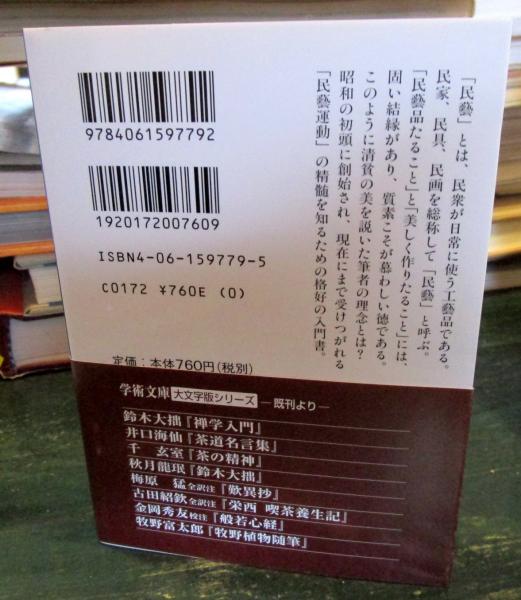 『民藝』とは、民衆が日常に使う工藝品である。
民家、民具、民画を総称して「民藝」と呼ぶ。
「民藝品たること」と「美しく作りたること」には、
固い結縁があり、質素こそが慕わしい徳である。
このように清貧の美を説いた筆者の理念とは？
昭和の初頭に創始され、現在にまで受けつがれる
「民藝運動」の精髄を知るための格好の入門書。
9784061597792
1920172007609
ISBN4-06-159779-5
C0172 ¥760E (0)
定価：本体760円(税別)
学術文庫 大文字版シリーズ ─既刊より─
鈴木大拙『禅学入門』
井口海仙『茶道名言集』
千　玄室『茶の精神』
秋月龍珉『鈴木大拙』
梅原　猛全訳注『歎異抄』
古田紹欽全訳注『栄西 喫茶養生記』
金岡秀友校注『般若心経』
牧野富太郎『牧野植物随筆』